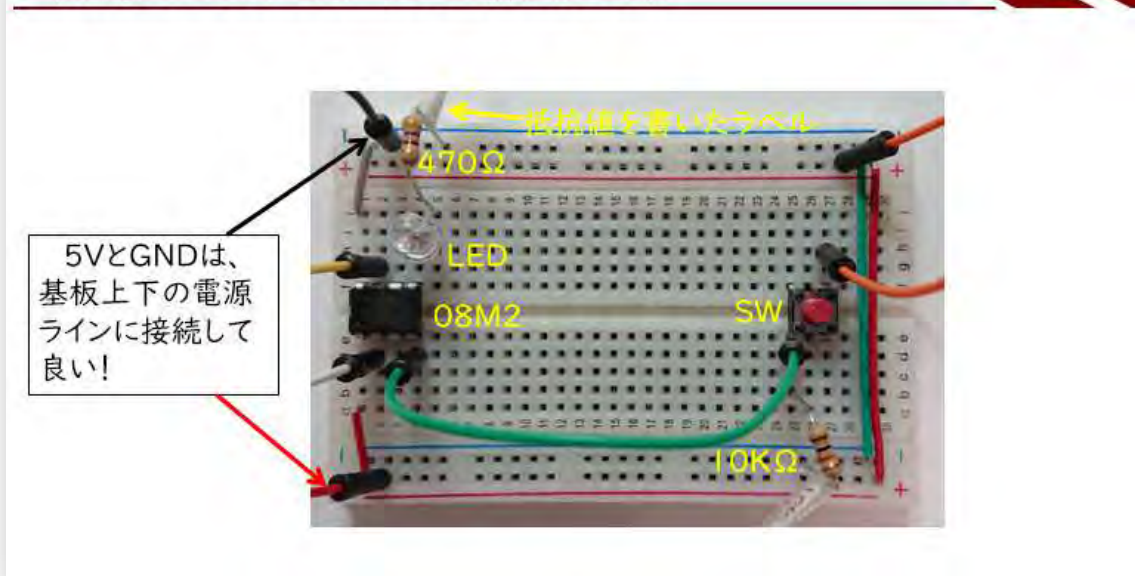 抵抗値を書いたラベル
470Ω
LED
5VとGNDは、
基板上下の電源
ラインに接続して
良い!
08M2
SW
10KΩ